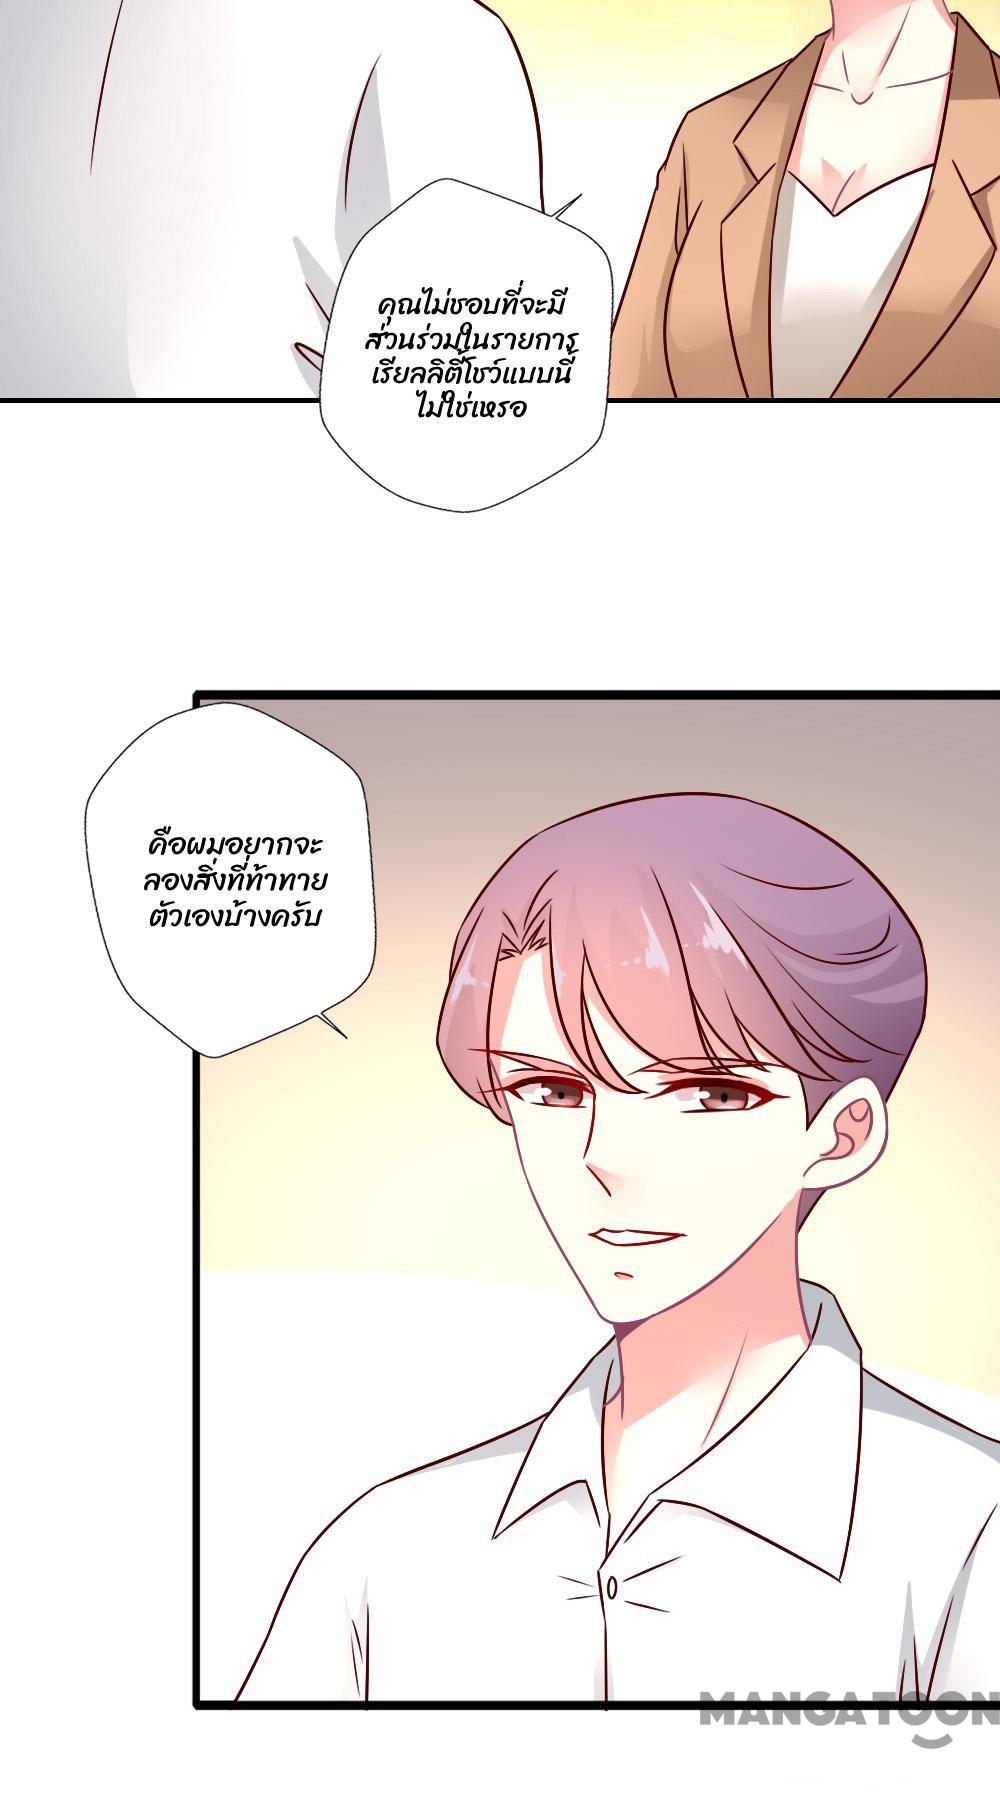 คุณไม่ชอบที่จะมี
ส่วนร่วมในรายการ
เรียลลิตี้โชว์แบบนี้
ไม่ใช่เหรอ
คือผมอยากจะ
ลองสิ่งที่ท้าทาย
ตัวเองบ้างครับ
MANGATOON